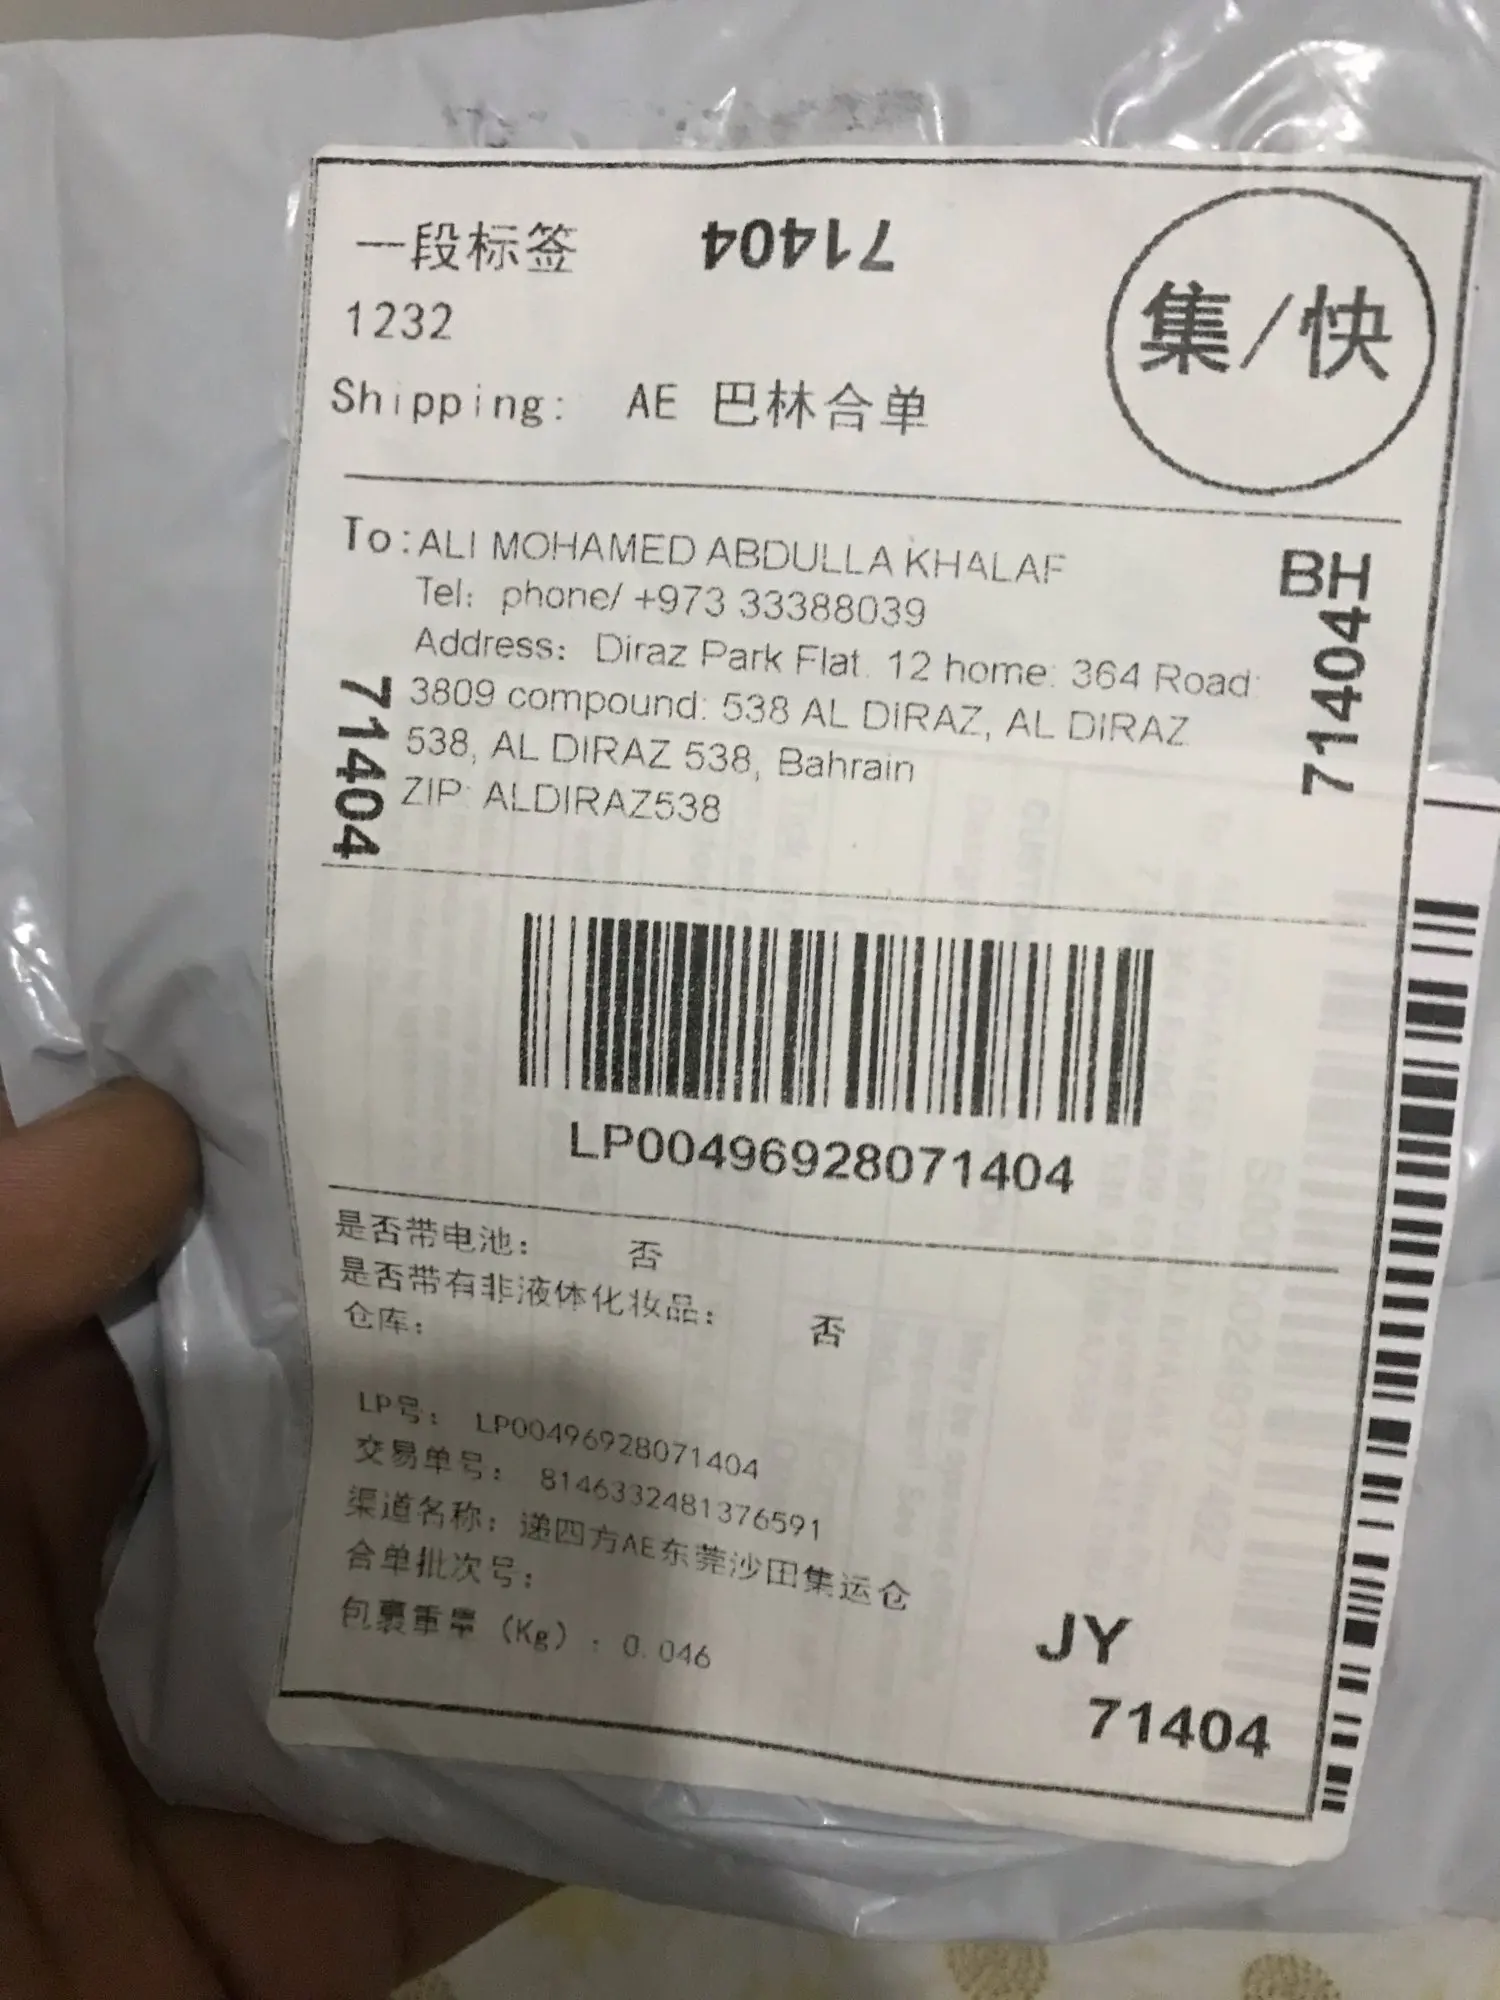 一段标签
71404
集/快
1232
Shipping: AE 巴林合单
To:ALI MOHAMED ABDULLA KHALAF
Tel: phone/ +973 33388039
Address: Diraz Park Flat. 12 home: 364 Road:
3809 compound: 538 AL DIRAZ, AL DIRAZ
538, AL DIRAZ 538, Bahrain
ZIP: ALDIRAZ538
BH
71404
71404
LP00496928071404
是否带电池: 否
是否带有非液体化妆品: 否
仓库:
LP号: LP00496928071404
交易单号: 8146332481376591
渠道名称: 递四方AE东莞沙田集运仓
合单批次号:
包裹重量 (Kg) : 0.046
JY
71404